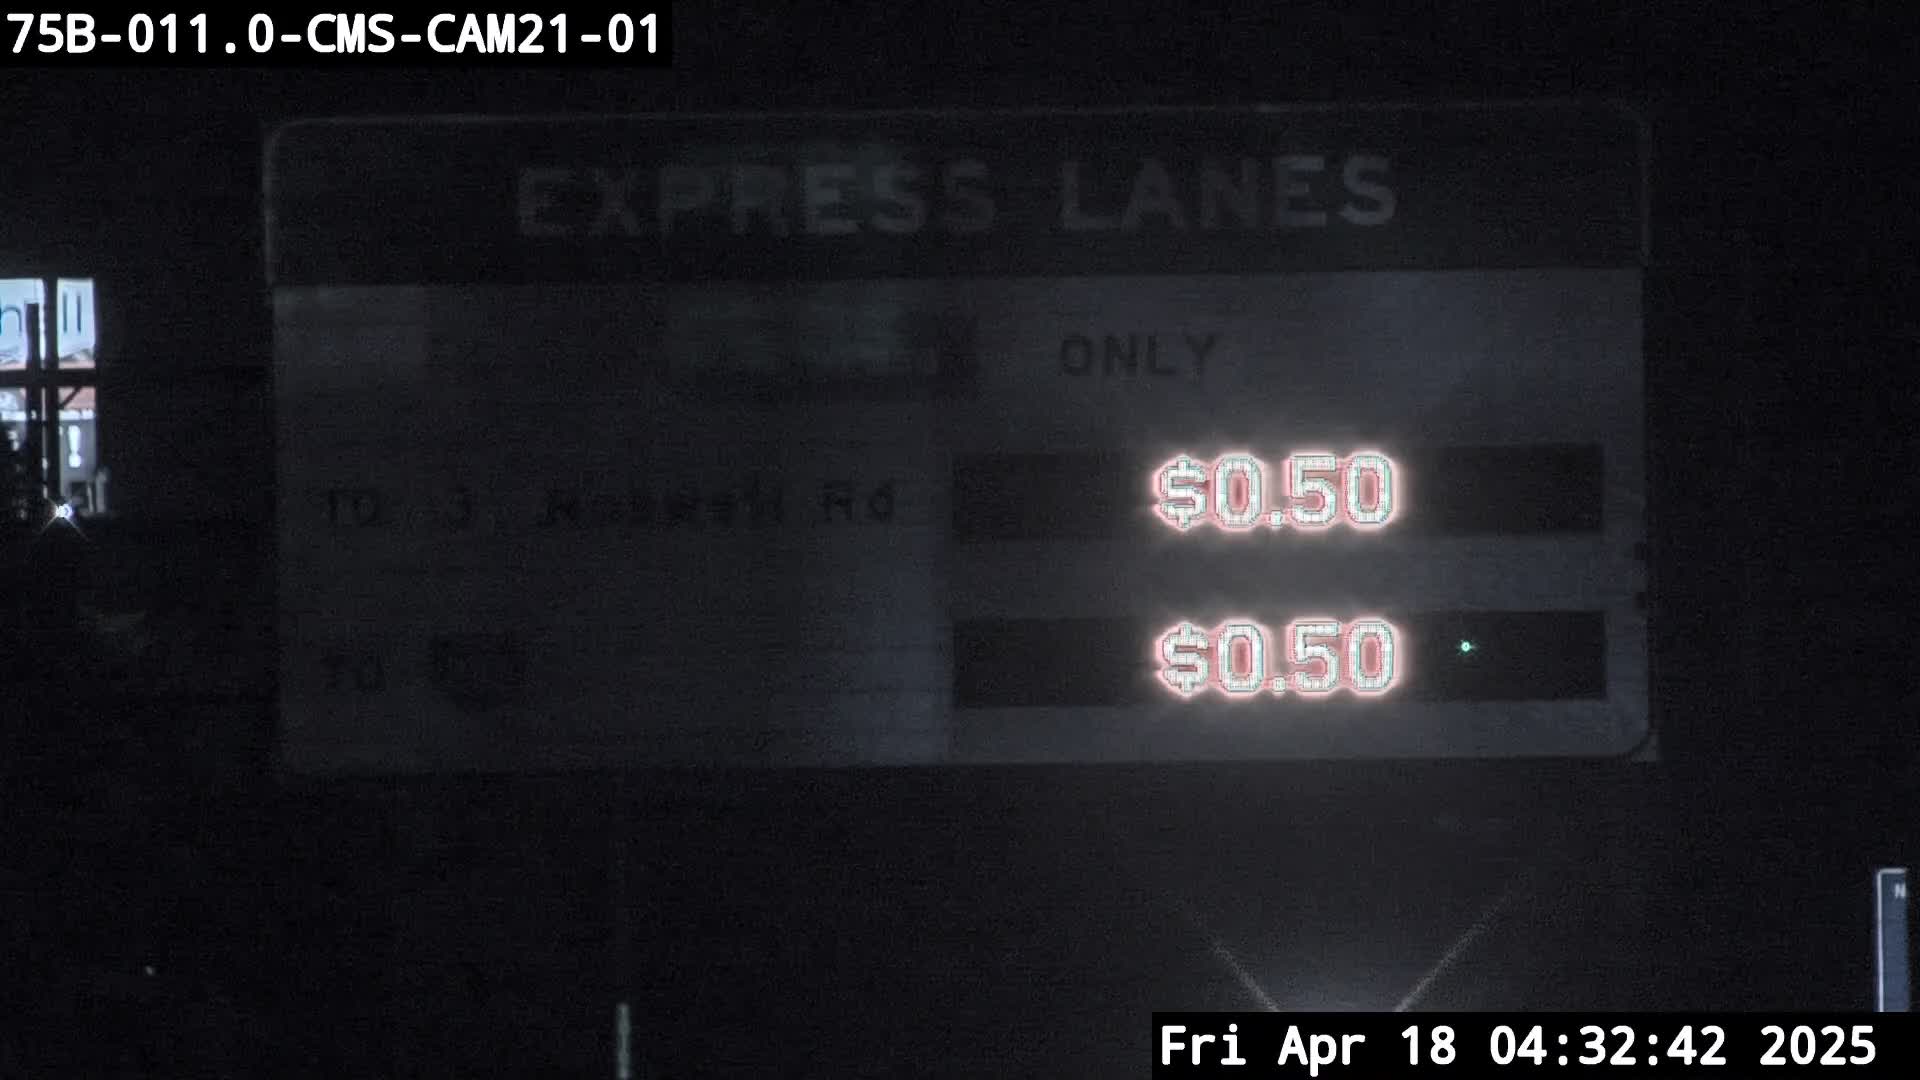 75B-011.0-CMS-CAM21-01
EXPRESS LANES
ONLY
TO Rd $0.50
TO $0.50
Fri Apr 18 04:32:42 2025